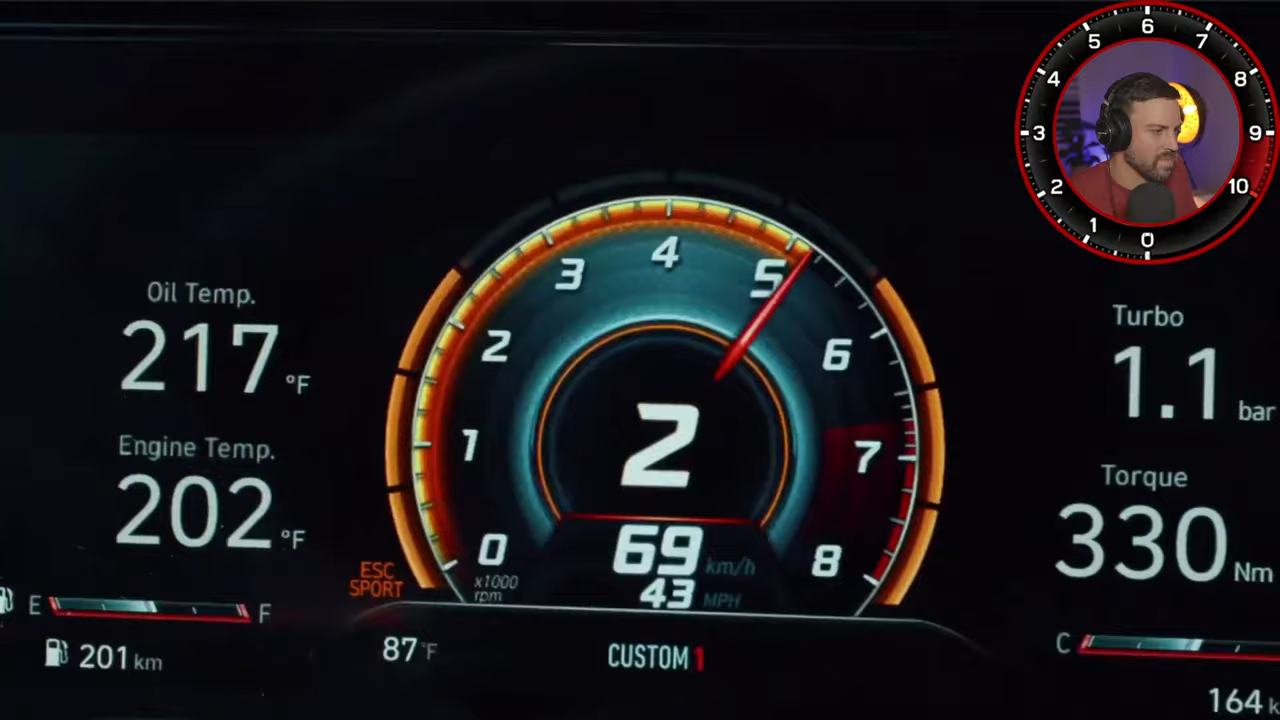 Oil Temp.
217 °F
Engine Temp.
202 °F
E F
201 km
ESC
SPORT
0 1 2 3 4 5 6 7 8
x1000
rpm
2
69 km/h
43 MPH
87 °F
CUSTOM 1
Turbo
1.1 bar
Torque
330 Nm
C
164 k
0 1 2 3 4 5 6 7 8 9 10